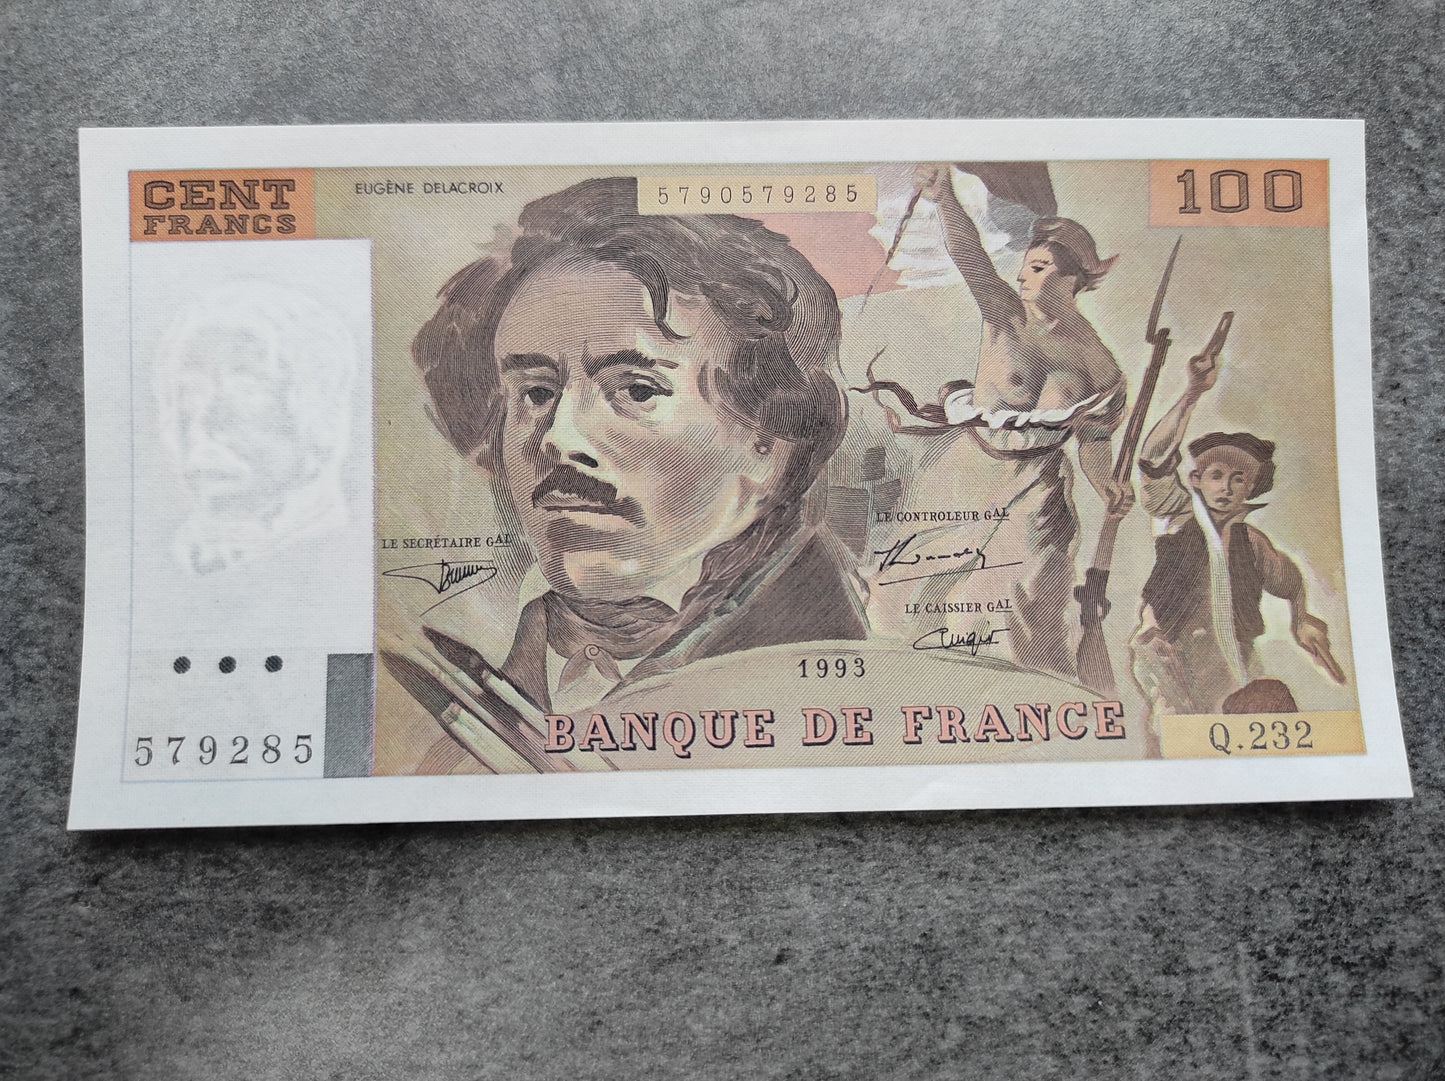 CENT
FRANCS
EUGÈNE DELACROIX
5790579285
100
LE CONTROLEUR GAL
LE SECRÉTAIRE GAL
LE CAISSIER GAL
1993
BANQUE DE FRANCE
Q.232
579285